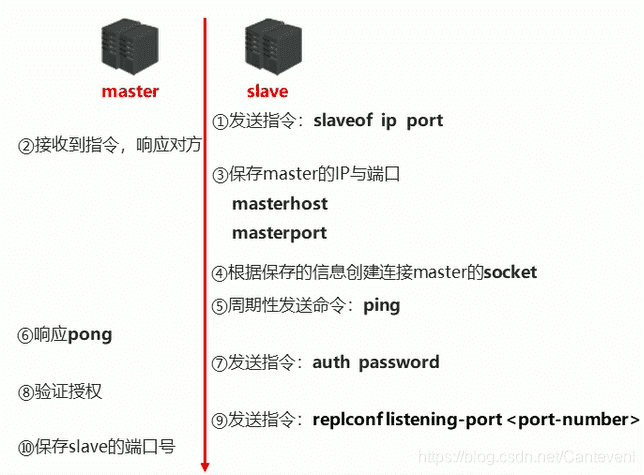 master slave
①发送指令：slaveof ip port
②接收到指令，响应对方
③保存master的IP与端口
masterhost
masterport
④根据保存的信息创建连接master的socket
⑤周期性发送命令：ping
⑥响应pong
⑦发送指令：auth password
⑧验证授权
⑨发送指令：replconf listening-port <port-number>
⑩保存slave的端口号
https://blog.csdn.net/Cantevenl